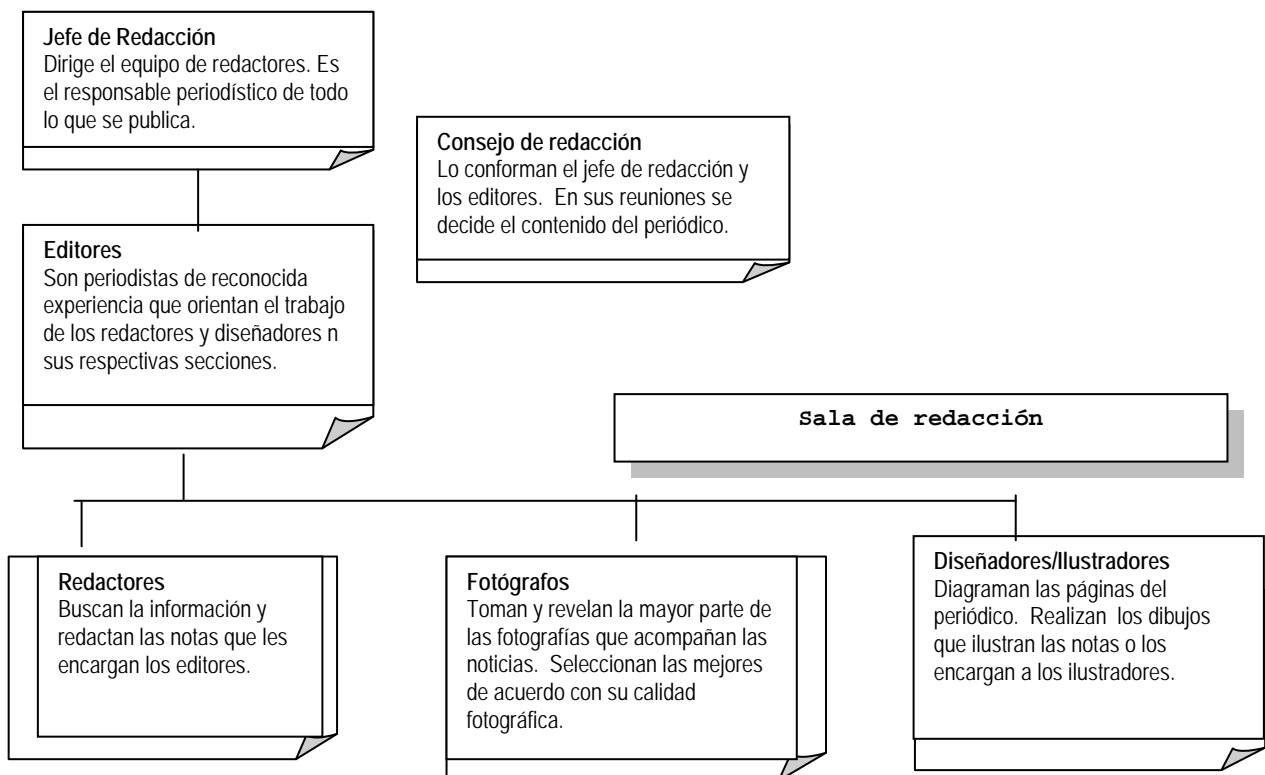 Jefe de Redacción
Dirige el equipo de redactores. Es
el responsable periodístico de todo
lo que se publica.
Consejo de redacción
Lo conforman el jefe de redacción y
los editores.  En sus reuniones se
decide el contenido del periódico.
Editores
Son periodistas de reconocida
experiencia que orientan el trabajo
de los redactores y diseñadores n
sus respectivas secciones.
Sala de redacción
Redactores
Buscan la información y
redactan las notas que les
encargan los editores.
Fotógrafos
Toman y revelan la mayor parte de
las fotografías que acompañan las
noticias.  Seleccionan las mejores
de acuerdo con su calidad
fotográfica.
Diseñadores/Ilustradores
Diagraman las páginas del
periódico.  Realizan  los dibujos
que ilustran las notas o los
encargan a los ilustradores.